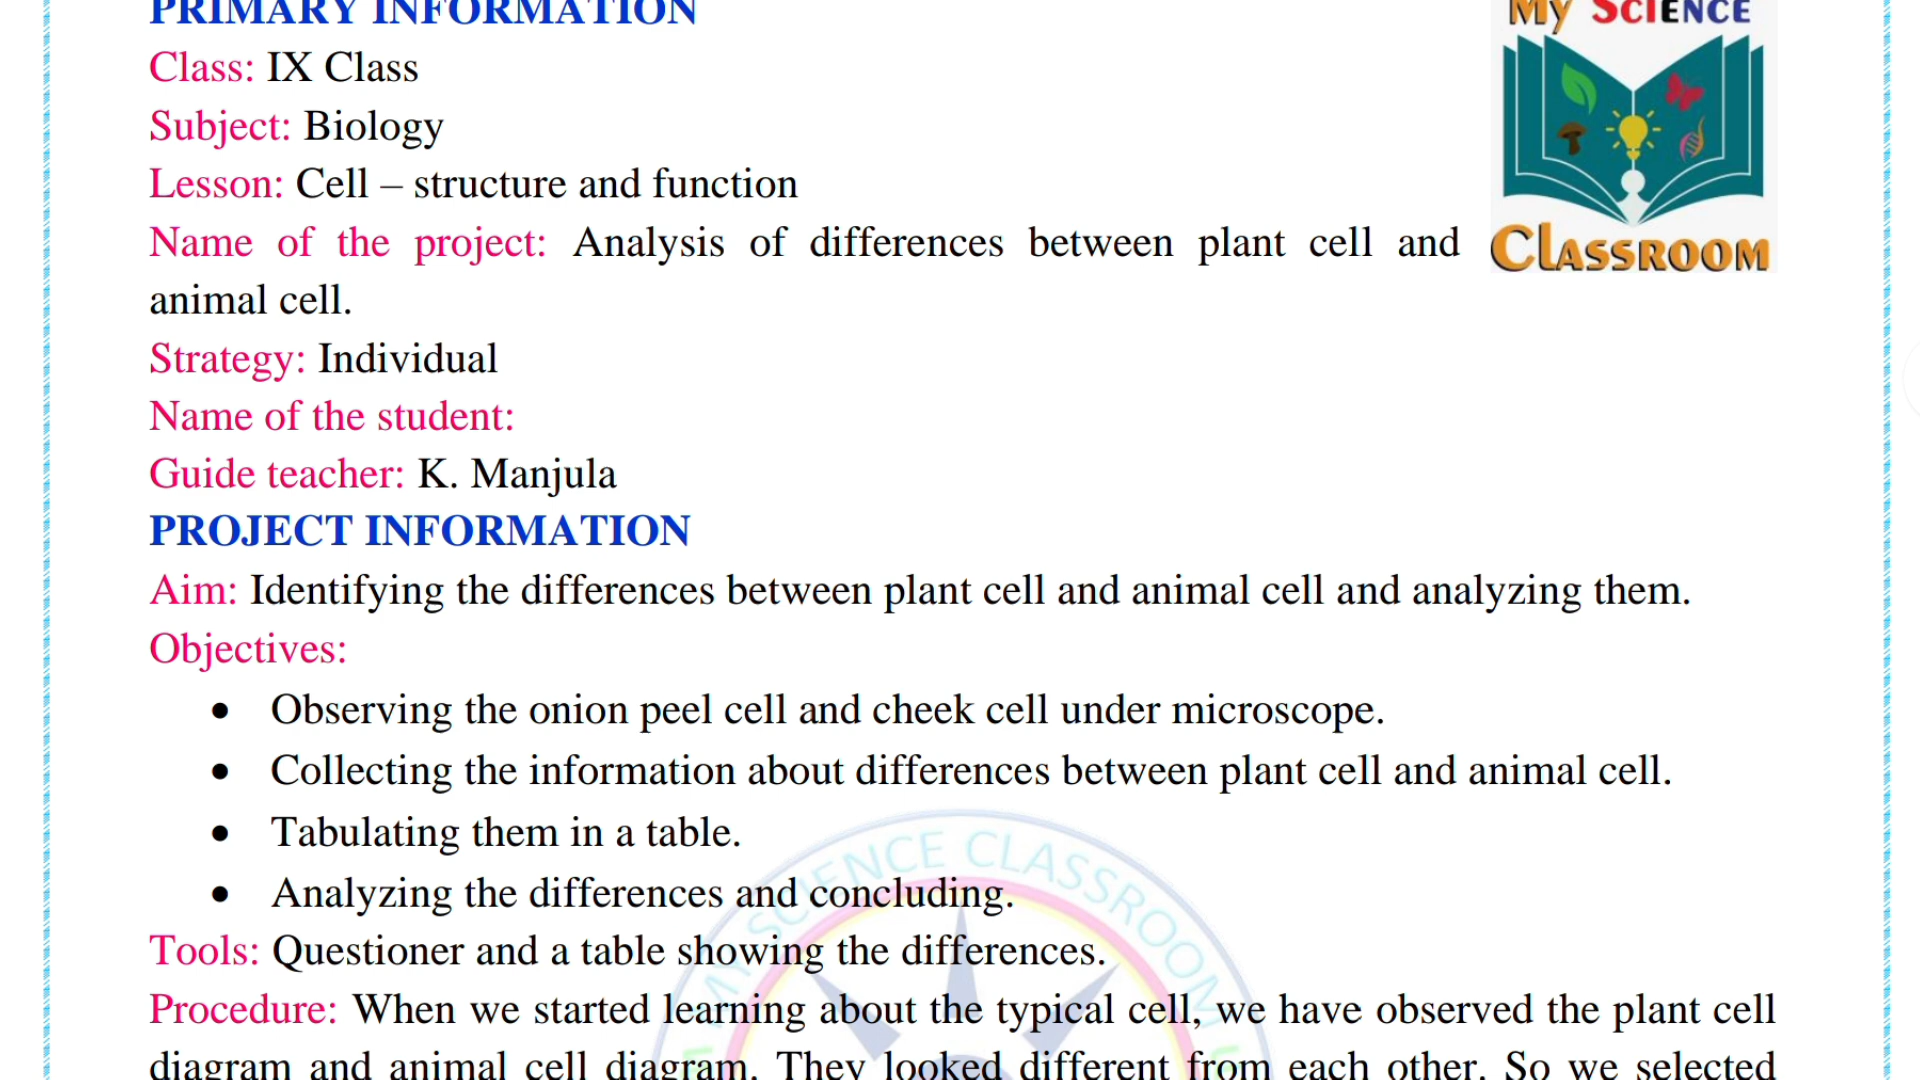 PRIMARY INFORMATION
My SCIENCE
Class: IX Class
Subject: Biology
Lesson: Cell – structure and function
Name of the project: Analysis of differences between plant cell and
CLASSROOM
animal cell.
Strategy: Individual
Name of the student:
Guide teacher: K. Manjula
PROJECT INFORMATION
Aim: Identifying the differences between plant cell and animal cell and analyzing them.
Objectives:
• Observing the onion peel cell and cheek cell under microscope.
• Collecting the information about differences between plant cell and animal cell.
• Tabulating them in a table.
• Analyzing the differences and concluding.
MY SCIENCE CLASSROOM
Tools: Questioner and a table showing the differences.
Procedure: When we started learning about the typical cell, we have observed the plant cell
diagram and animal cell diagram. They looked different from each other. So we selected